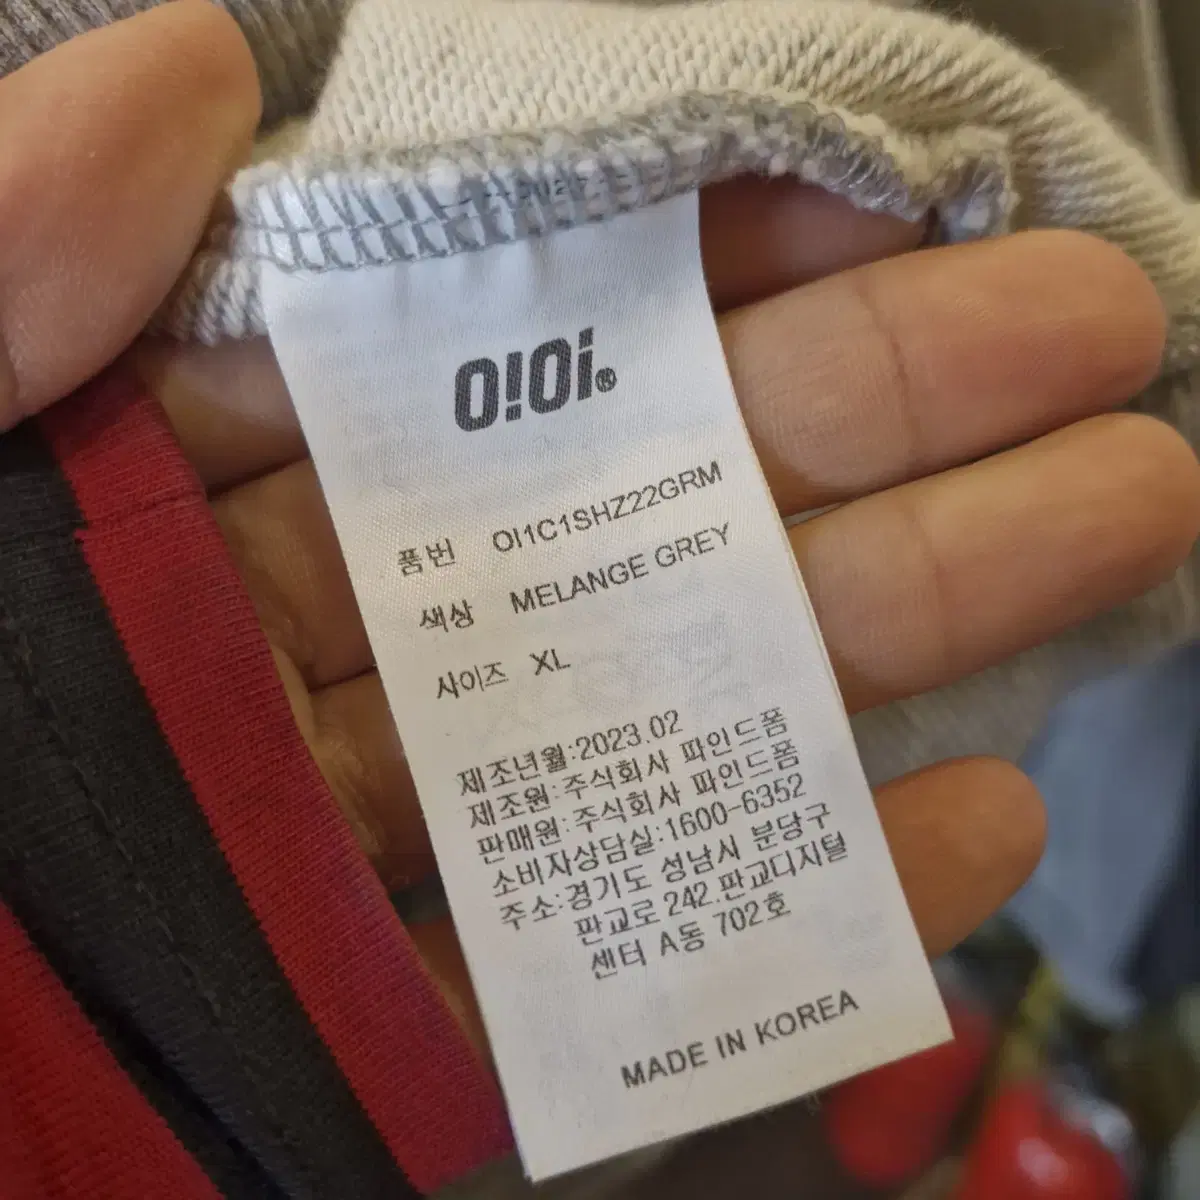 O!Oi.®
품번 OI1C1SHZ22GRM
색상 MELANGE GREY
사이즈 XL
제조년월:2023.02
제조원:주식회사 파인드폼
판매원:주식회사 파인드폼
소비자상담실:1600-6352
주소:경기도 성남시 분당구
판교로242.판교디지털
센터 A동 702호
MADE IN KOREA